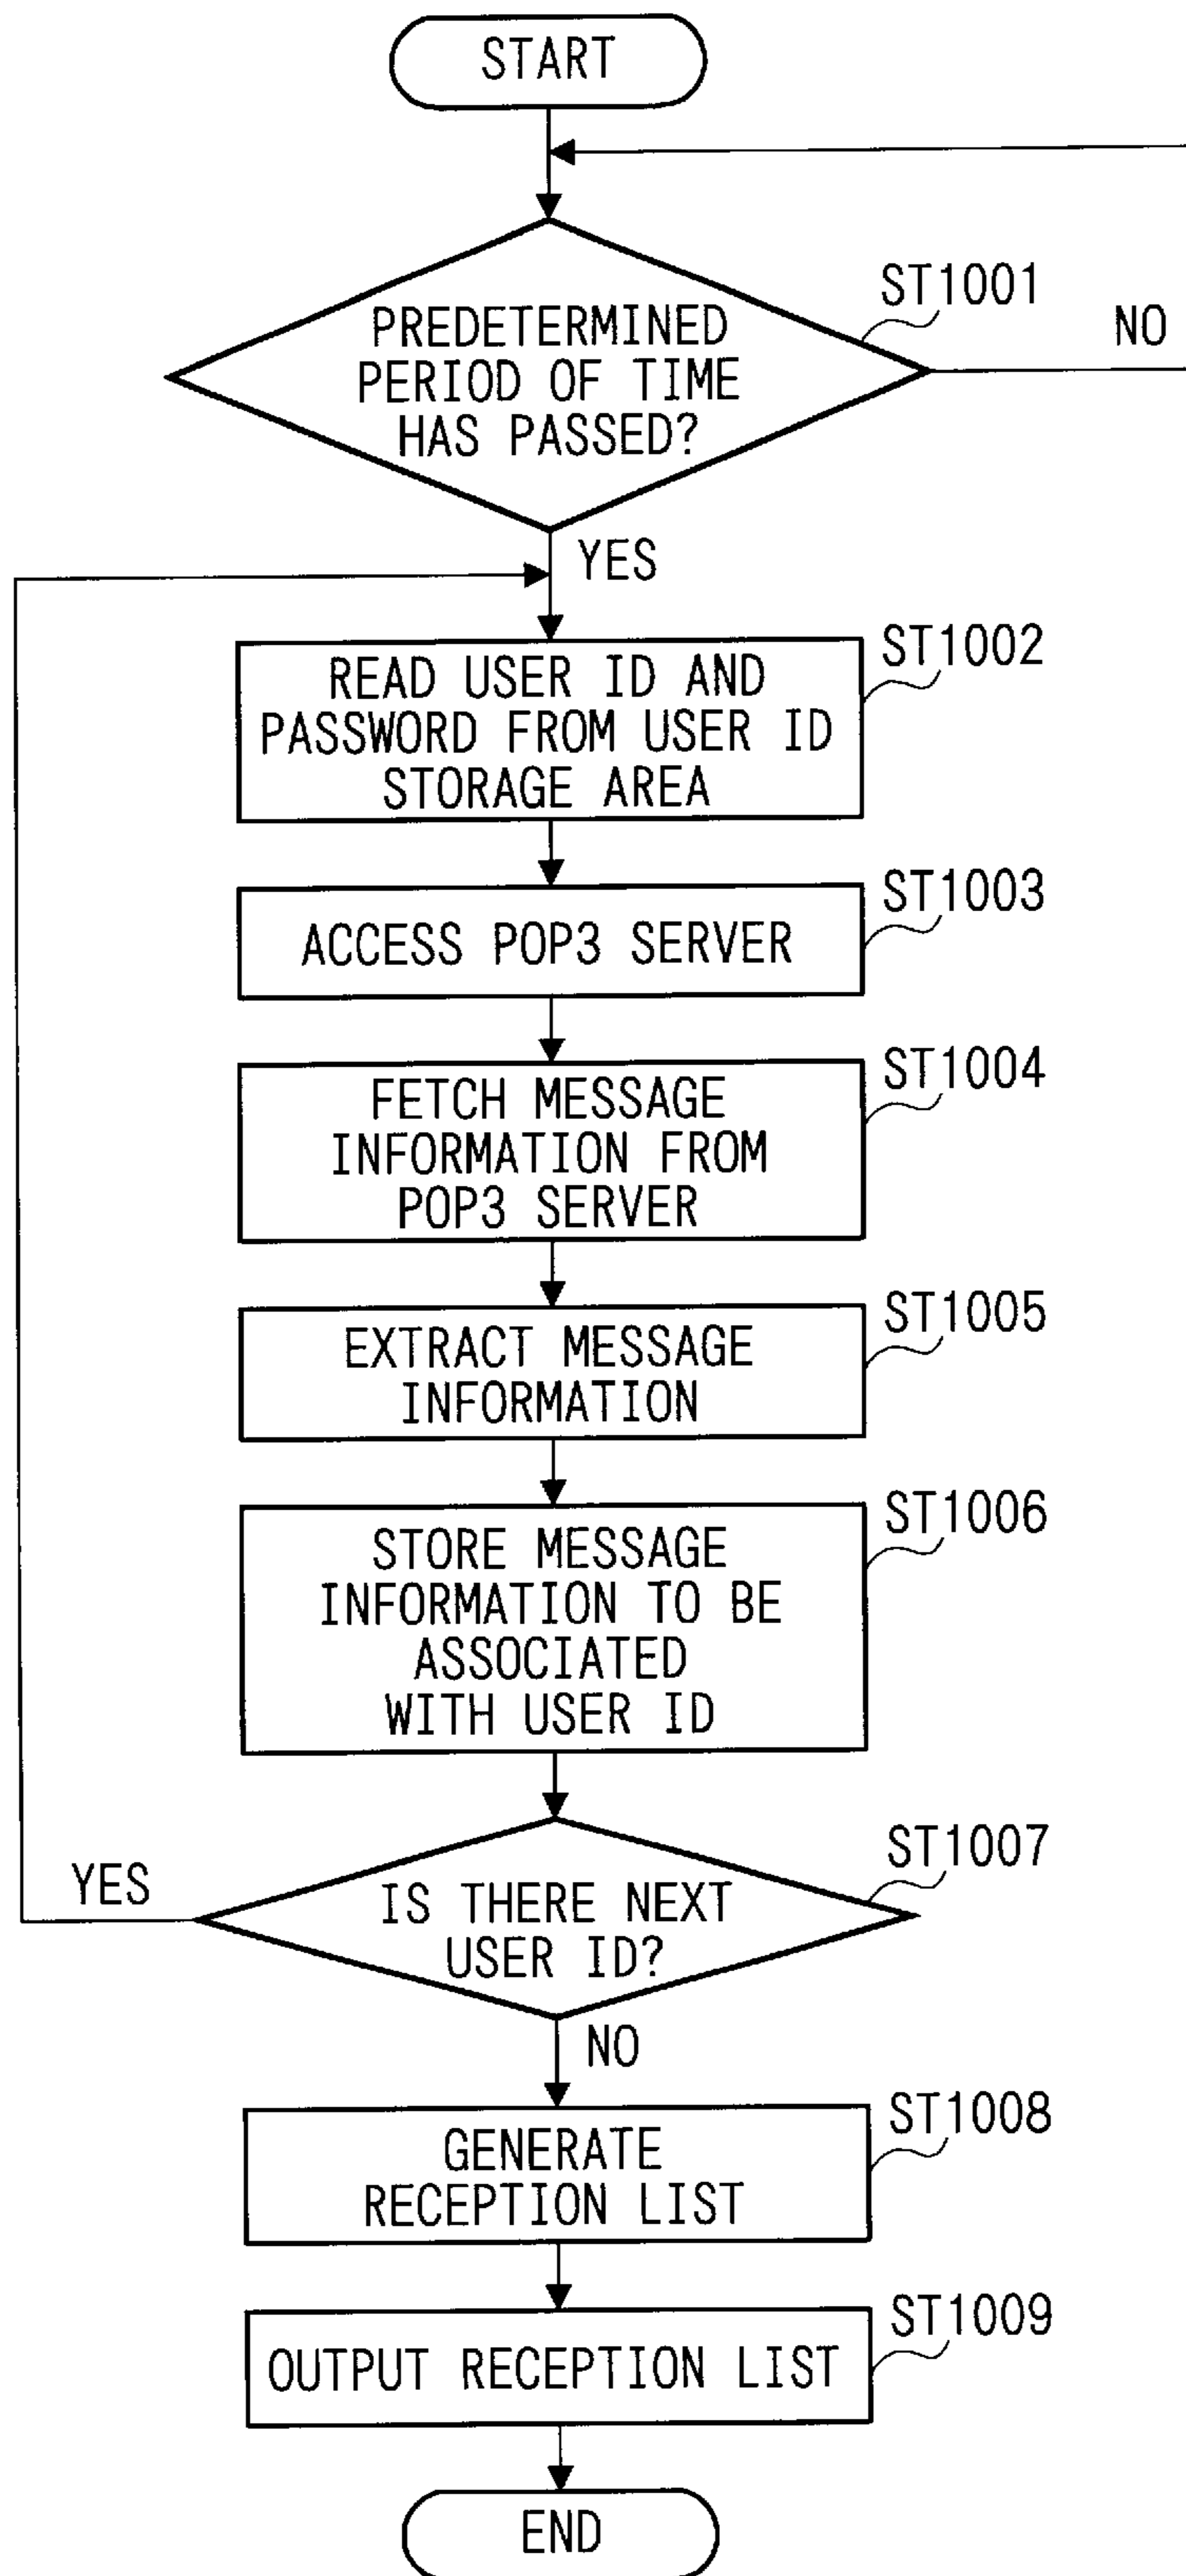 START
ST1001
PREDETERMINED
PERIOD OF TIME
HAS PASSED?
NO
YES
ST1002
READ USER ID AND
PASSWORD FROM USER ID
STORAGE AREA
ST1003
ACCESS POP3 SERVER
ST1004
FETCH MESSAGE
INFORMATION FROM
POP3 SERVER
ST1005
EXTRACT MESSAGE
INFORMATION
ST1006
STORE MESSAGE
INFORMATION TO BE
ASSOCIATED
WITH USER ID
ST1007
YES
IS THERE NEXT
USER ID?
NO
ST1008
GENERATE
RECEPTION LIST
ST1009
OUTPUT RECEPTION LIST
END